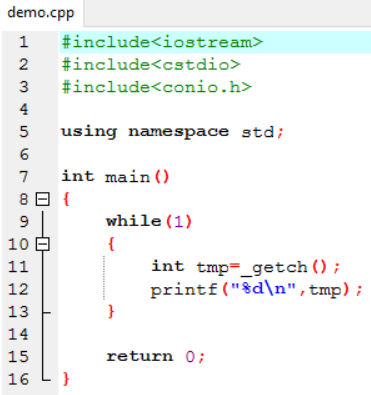 demo.cpp
1 #include<iostream>
2 #include<cstdio>
3 #include<conio.h>
4
5 using namespace std;
6
7 int main()
8 {
9 while(1)
10 {
11 int tmp=_getch();
12 printf("%d\n",tmp);
13 }
14
15 return 0;
16 }